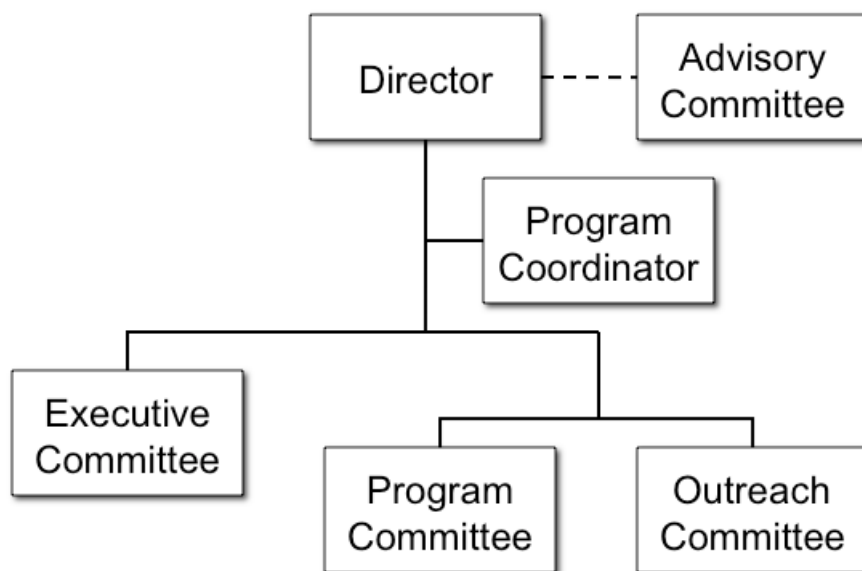 Director
Advisory
Committee
Program
Coordinator
Executive
Committee
Program
Committee
Outreach
Committee